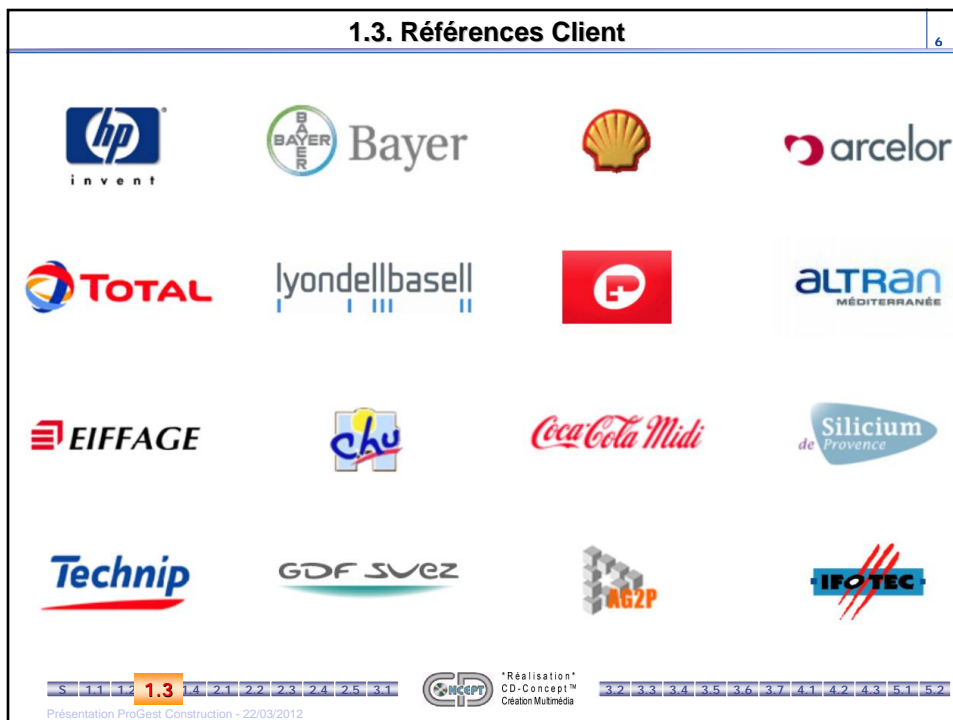 1.3. Références Client
6
hp
invent
BAYER
BAYER
Bayer
arcelor
TOTAL
lyondellbasell
P
ALTRAN
MÉDITERRANÉE
EIFFAGE
chu
Coca-Cola Midi
Silicium
de Provence
Technip
GDF SUEZ
AG2P
IFOTEC
S 1.1 1.2 1.3 1.4 2.1 2.2 2.3 2.4 2.5 3.1
CONCEPT
*Réalisation*
CD-Concept™
Création Multimédia
3.2 3.3 3.4 3.5 3.6 3.7 4.1 4.2 4.3 5.1 5.2
Présentation ProGest Construction - 22/03/2012